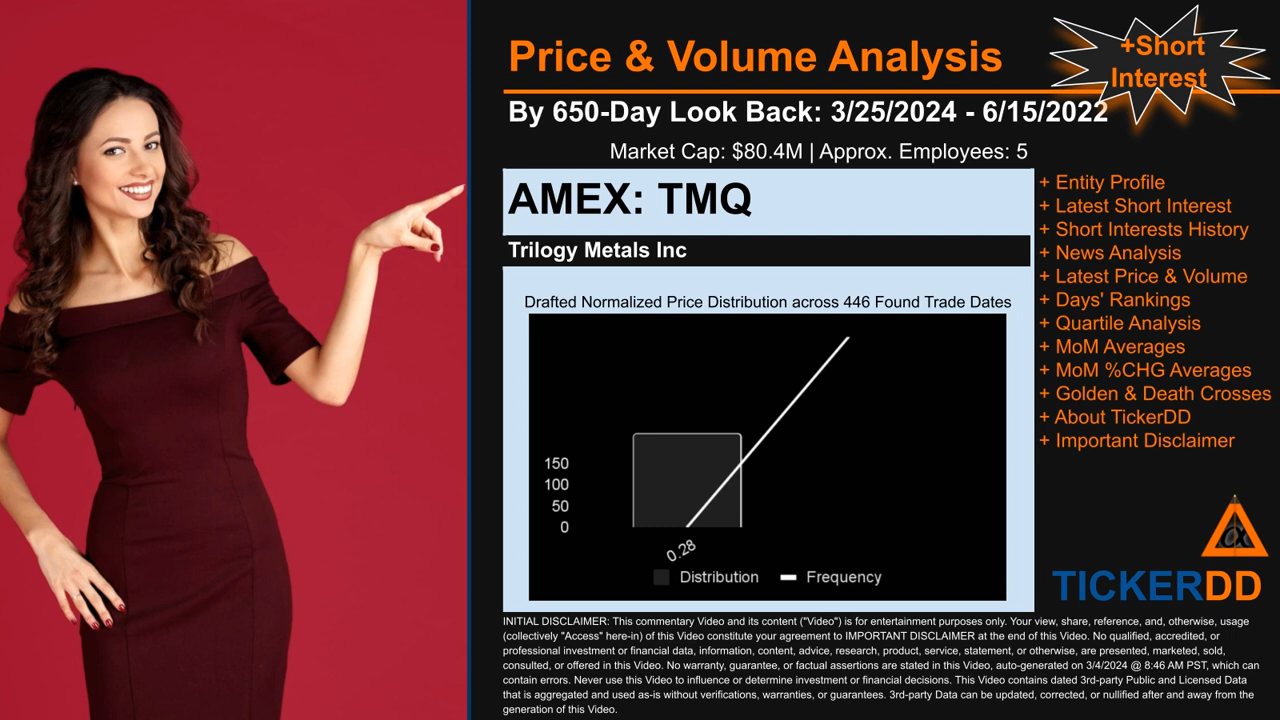 Price & Volume Analysis
+Short
Interest
By 650-Day Look Back: 3/25/2024 - 6/15/2022
Market Cap: $80.4M | Approx. Employees: 5
AMEX: TMQ
Trilogy Metals Inc
Drafted Normalized Price Distribution across 446 Found Trade Dates
150
100
50
0
0.28
Distribution
Frequency
+ Entity Profile
+ Latest Short Interest
+ Short Interests History
+ News Analysis
+ Latest Price & Volume
+ Days' Rankings
+ Quartile Analysis
+ MoM Averages
+ MoM %CHG Averages
+ Golden & Death Crosses
+ About TickerDD
+ Important Disclaimer
TICKERDD
INITIAL DISCLAIMER: This commentary Video and its content ("Video") is for entertainment purposes only. Your view, share, reference, and, otherwise, usage
(collectively "Access" here-in) of this Video constitute your agreement to IMPORTANT DISCLAIMER at the end of this Video. No qualified, accredited, or
professional investment or financial data, information, content, advice, research, product, service, statement, or otherwise, are presented, marketed, sold,
consulted, or offered in this Video. No warranty, guarantee, or factual assertions are stated in this Video, auto-generated on 3/4/2024 @ 8:46 AM PST, which can
contain errors. Never use this Video to influence or determine investment or financial decisions. This Video contains dated 3rd-party Public and Licensed Data
that is aggregated and used as-is without verifications, warranties, or guarantees. 3rd-party Data can be updated, corrected, or nullified after and away from the
generation of this Video.